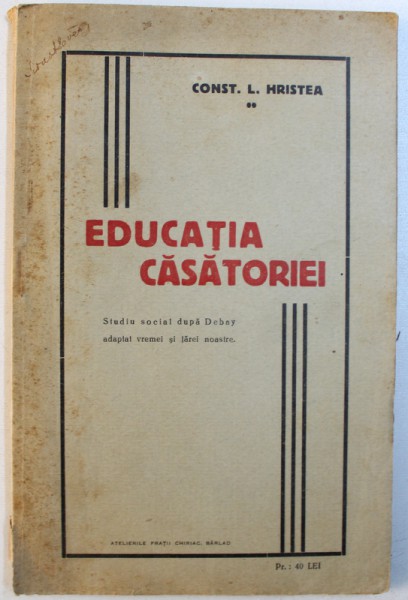 CONST. L. HRISTEA
EDUCAȚIA
CĂSĂTORIEI
Studiu social după Debay
adaptat vremei și țărei noastre.
ATELIERILE FRAȚII CHIRIAC, BÂRLAD
Pr.: 40 LEI